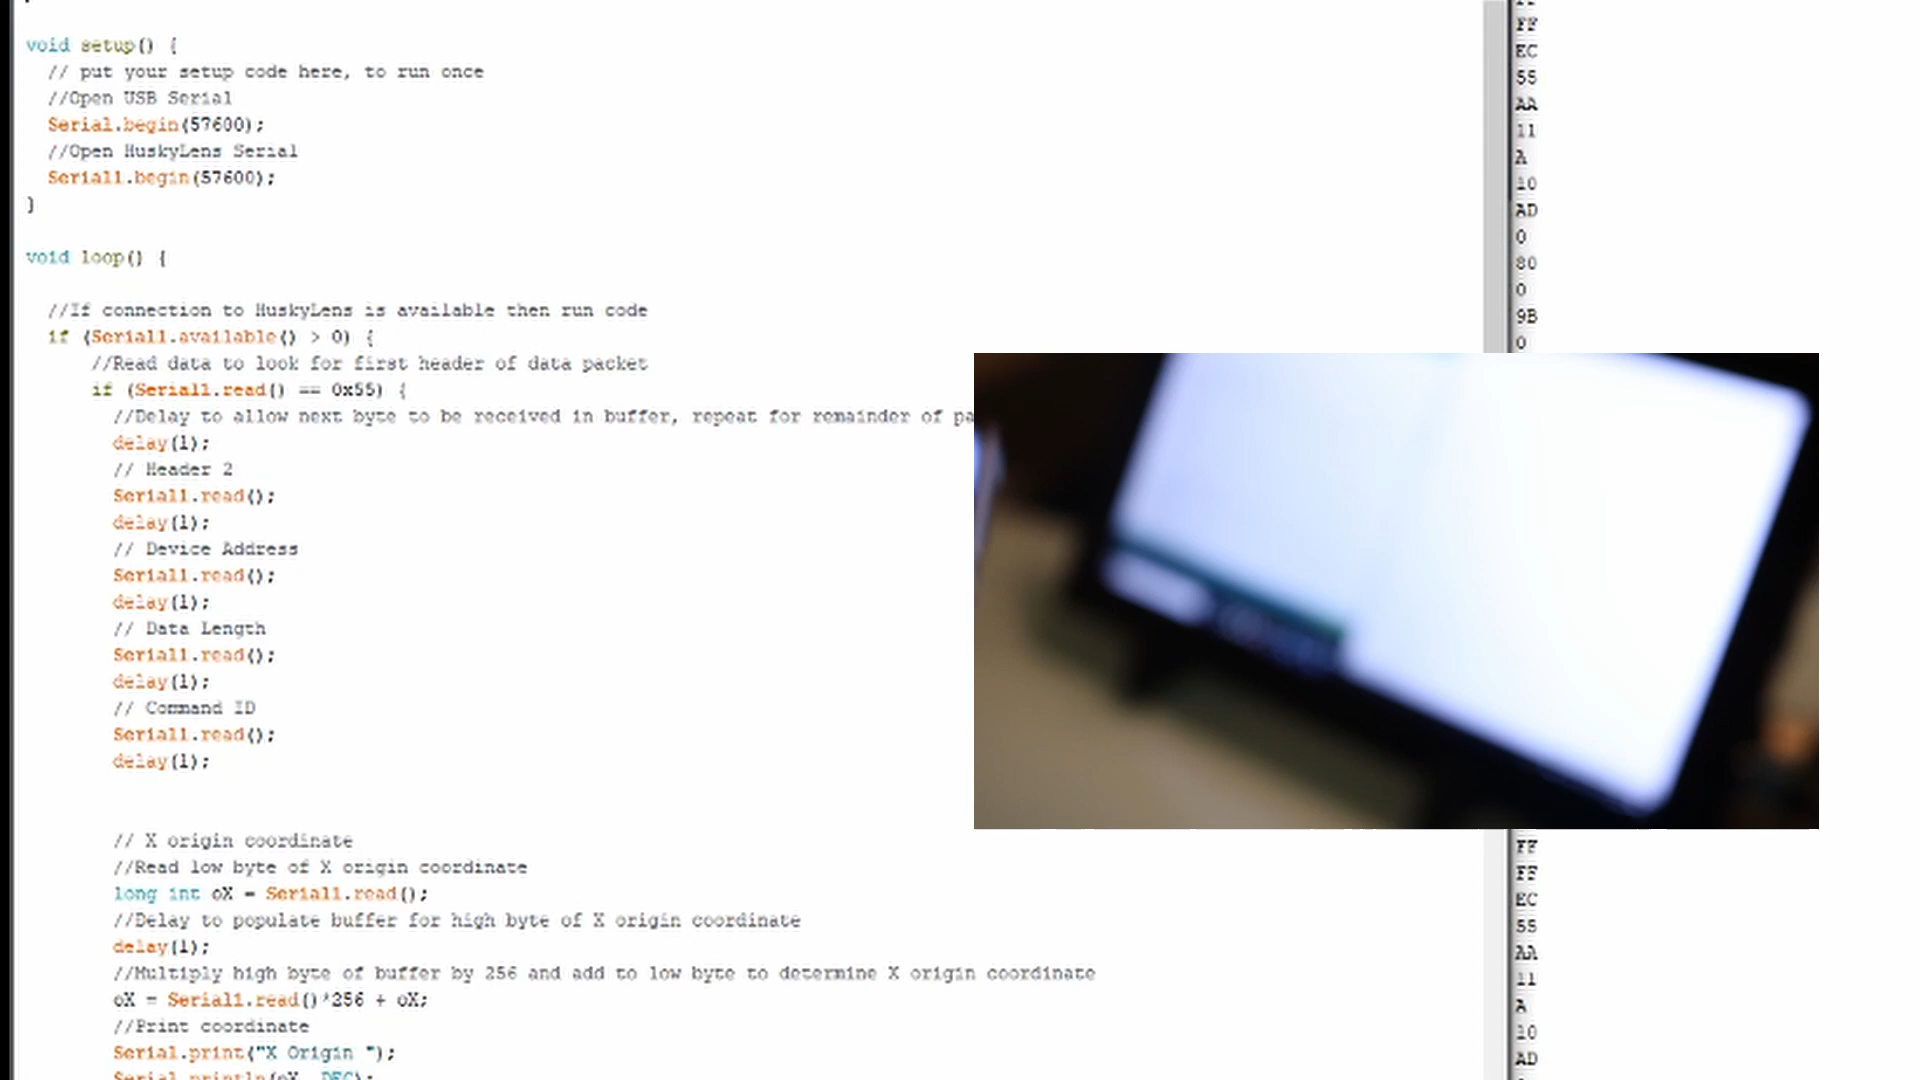 void setup() {
// put your setup code here, to run once
//Open USB Serial
Serial.begin(57600);
//Open HuskyLens Serial
Serial1.begin(57600);
}
void loop() {
//If connection to HuskyLens is available then run code
if (Serial1.available() > 0) {
//Read data to look for first header of data packet
if (Serial1.read() == 0x55) {
//Delay to allow next byte to be received in buffer, repeat for remainder of pa
delay(1);
// Header 2
Serial1.read();
delay(1);
// Device Address
Serial1.read();
delay(1);
// Data Length
Serial1.read();
delay(1);
// Command ID
Serial1.read();
delay(1);
// X origin coordinate
//Read low byte of X origin coordinate
long int oX = Serial1.read();
//Delay to populate buffer for high byte of X origin coordinate
delay(1);
//Multiply high byte of buffer by 256 and add to low byte to determine X origin coordinate
oX = Serial1.read()*256 + oX;
//Print coordinate
Serial.print("X Origin ");
Serial.println(oX, DEC);
FF
EC
55
AA
11
A
10
AD
0
80
0
9B
0
FF
FF
EC
55
AA
11
A
10
AD